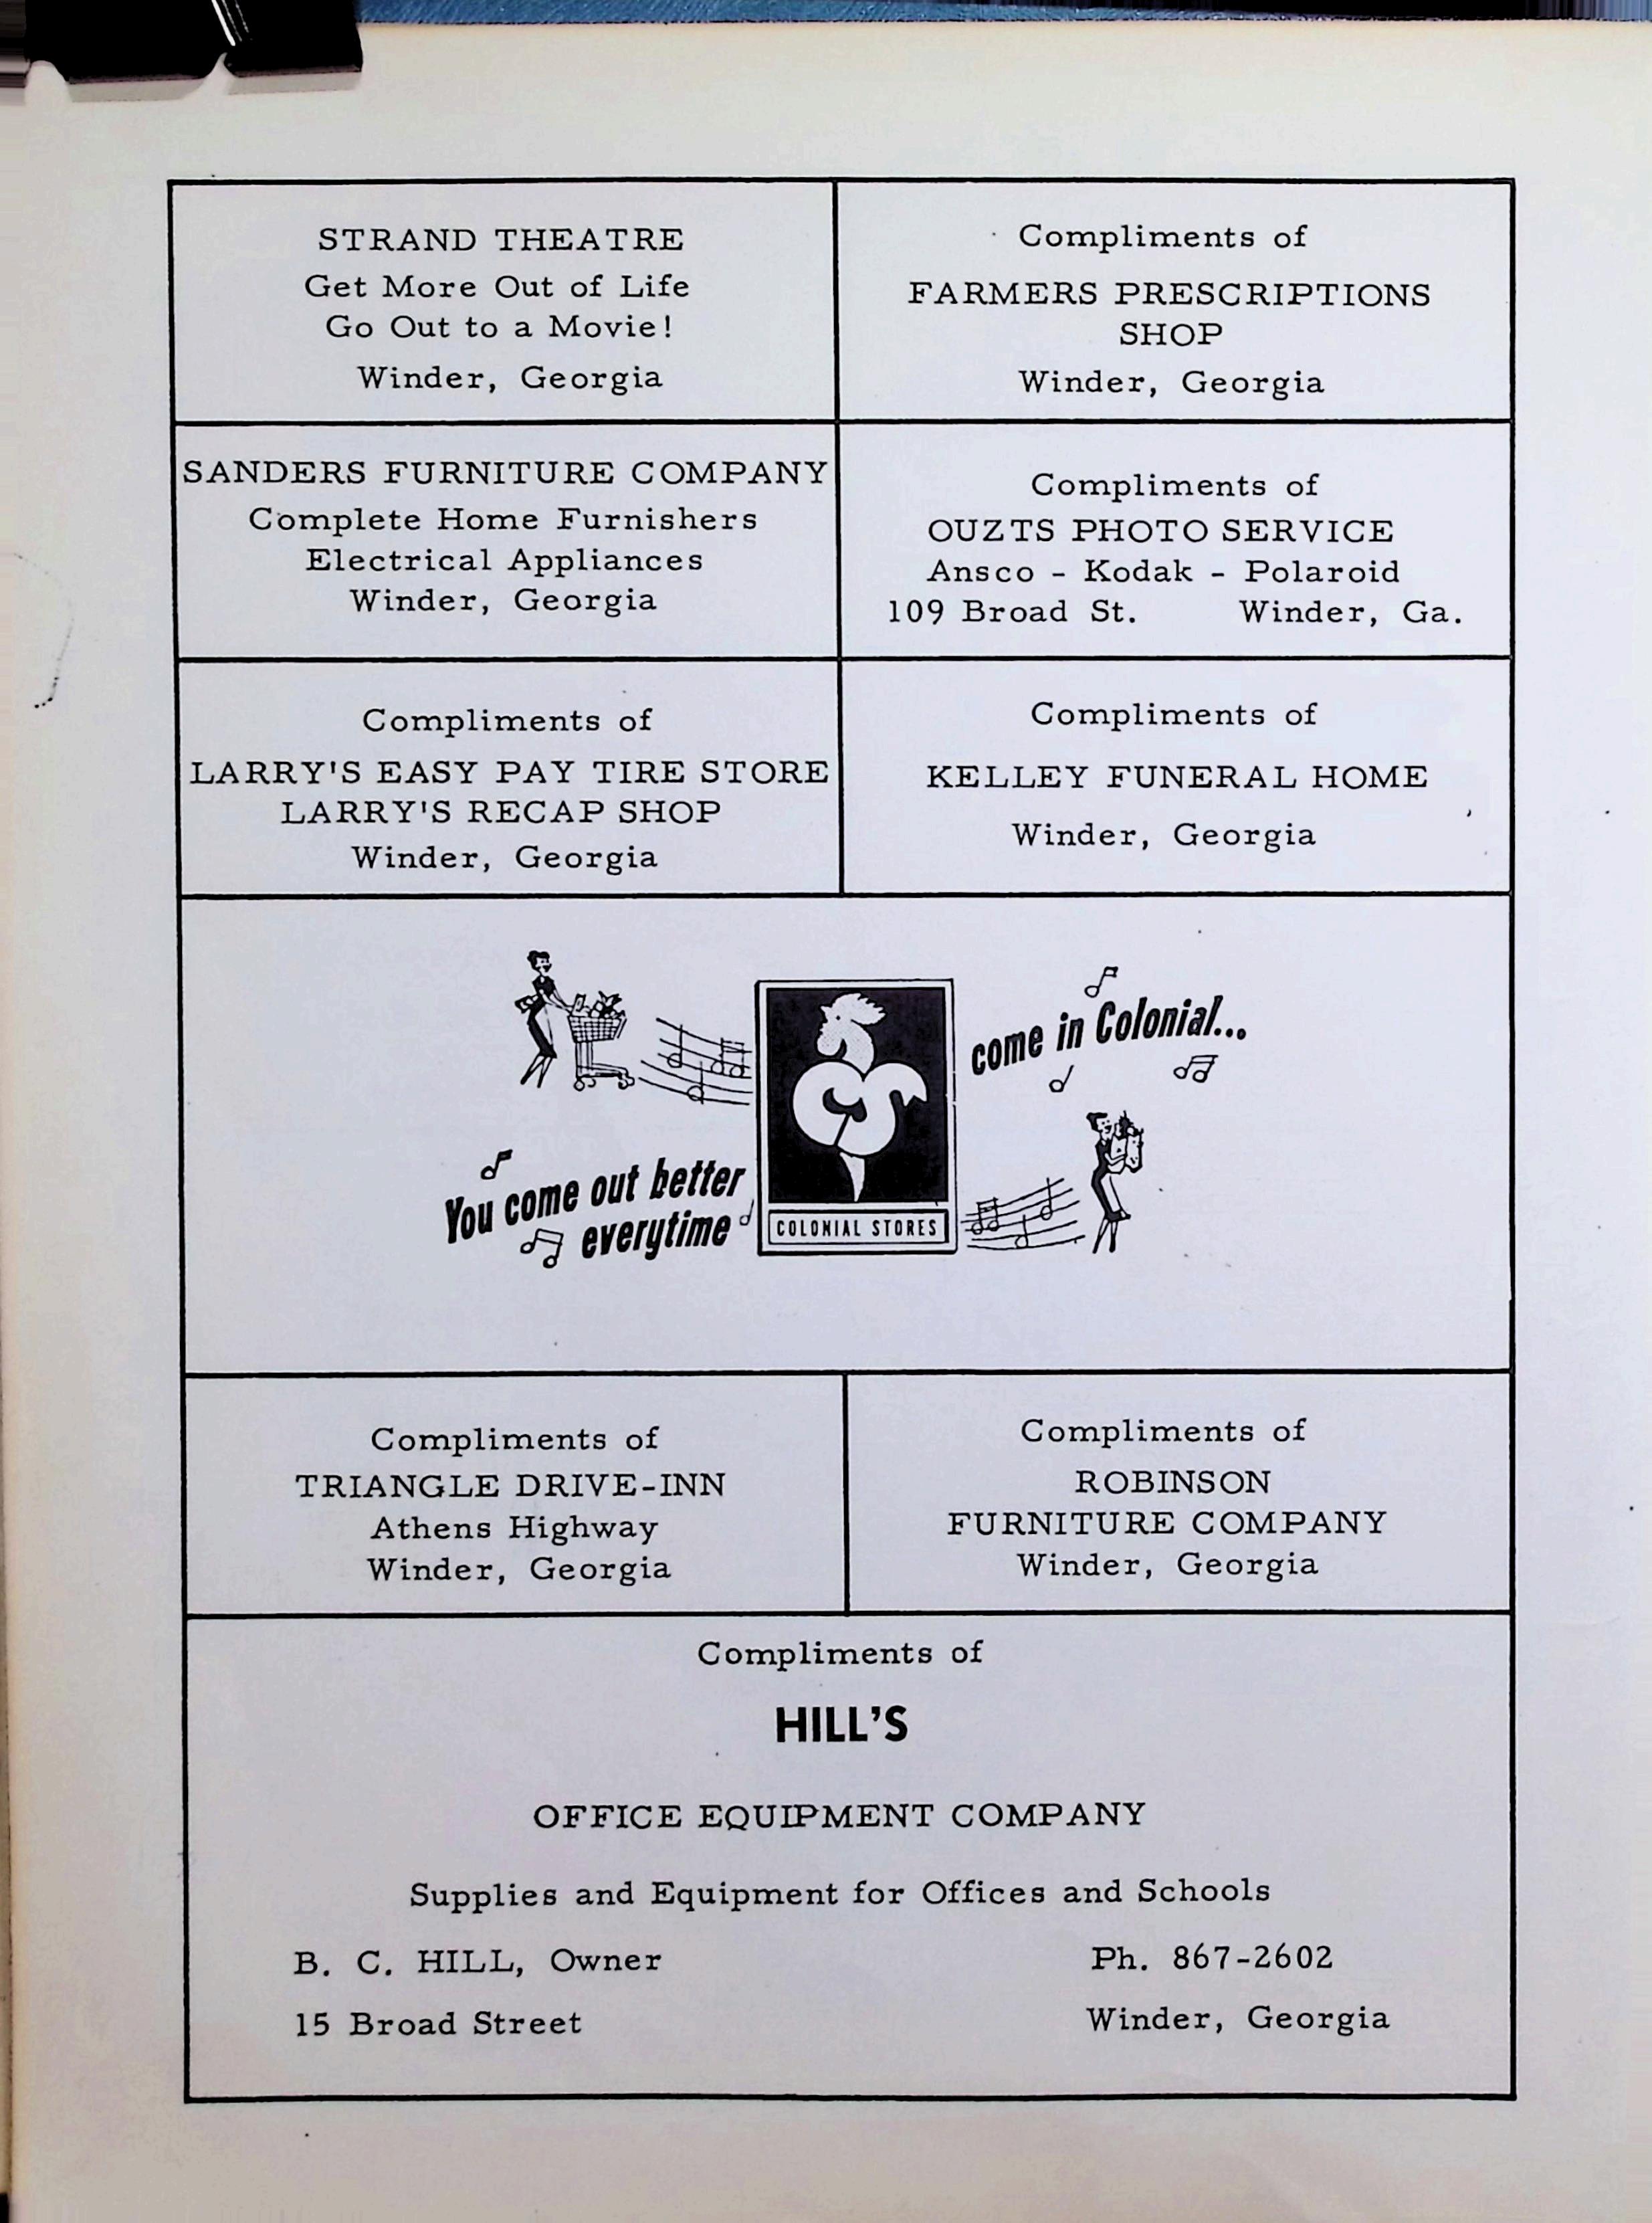 STRAND THEATRE
Get More Out of Life
Go Out to a Movie!
Winder, Georgia
Compliments of
FARMERS PRESCRIPTIONS
SHOP
Winder, Georgia
SANDERS FURNITURE COMPANY
Complete Home Furnishers
Electrical Appliances
Winder, Georgia
Compliments of
OUZTS PHOTO SERVICE
Ansco - Kodak - Polaroid
109 Broad St. Winder, Ga.
Compliments of
LARRY'S EASY PAY TIRE STORE
LARRY'S RECAP SHOP
Winder, Georgia
Compliments of
KELLEY FUNERAL HOME
Winder, Georgia
come in Colonial...
You come out better
everytime
CS
COLONIAL STORES
Compliments of
TRIANGLE DRIVE-INN
Athens Highway
Winder, Georgia
Compliments of
ROBINSON
FURNITURE COMPANY
Winder, Georgia
Compliments of
HILL'S
OFFICE EQUIPMENT COMPANY
Supplies and Equipment for Offices and Schools
B. C. HILL, Owner Ph. 867-2602
15 Broad Street Winder, Georgia